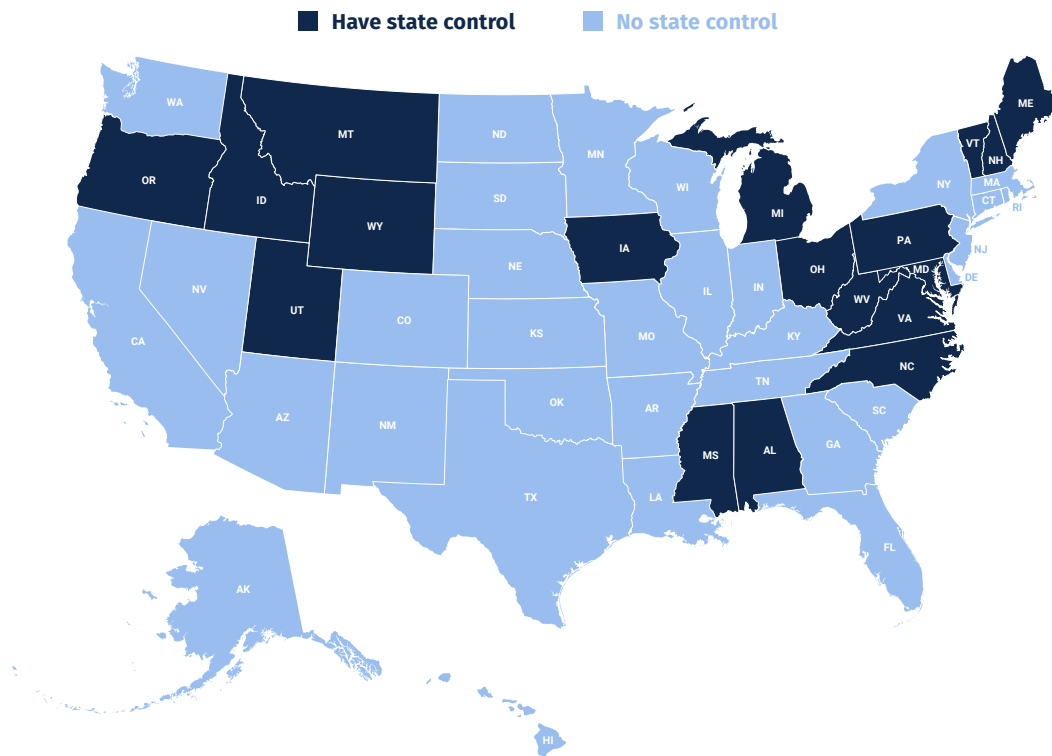 Have state control No state control
WA
MT
ND
MN
ME
VT
NH
OR
ID
SD
WI
NY
MA
CT
RI
MI
WY
IA
PA
NJ
NE
OH
MD
DE
NV
UT
CO
IL
IN
WV
VA
CA
KS
MO
KY
NC
AZ
NM
OK
AR
TN
SC
MS
AL
GA
TX
LA
FL
AK
HI